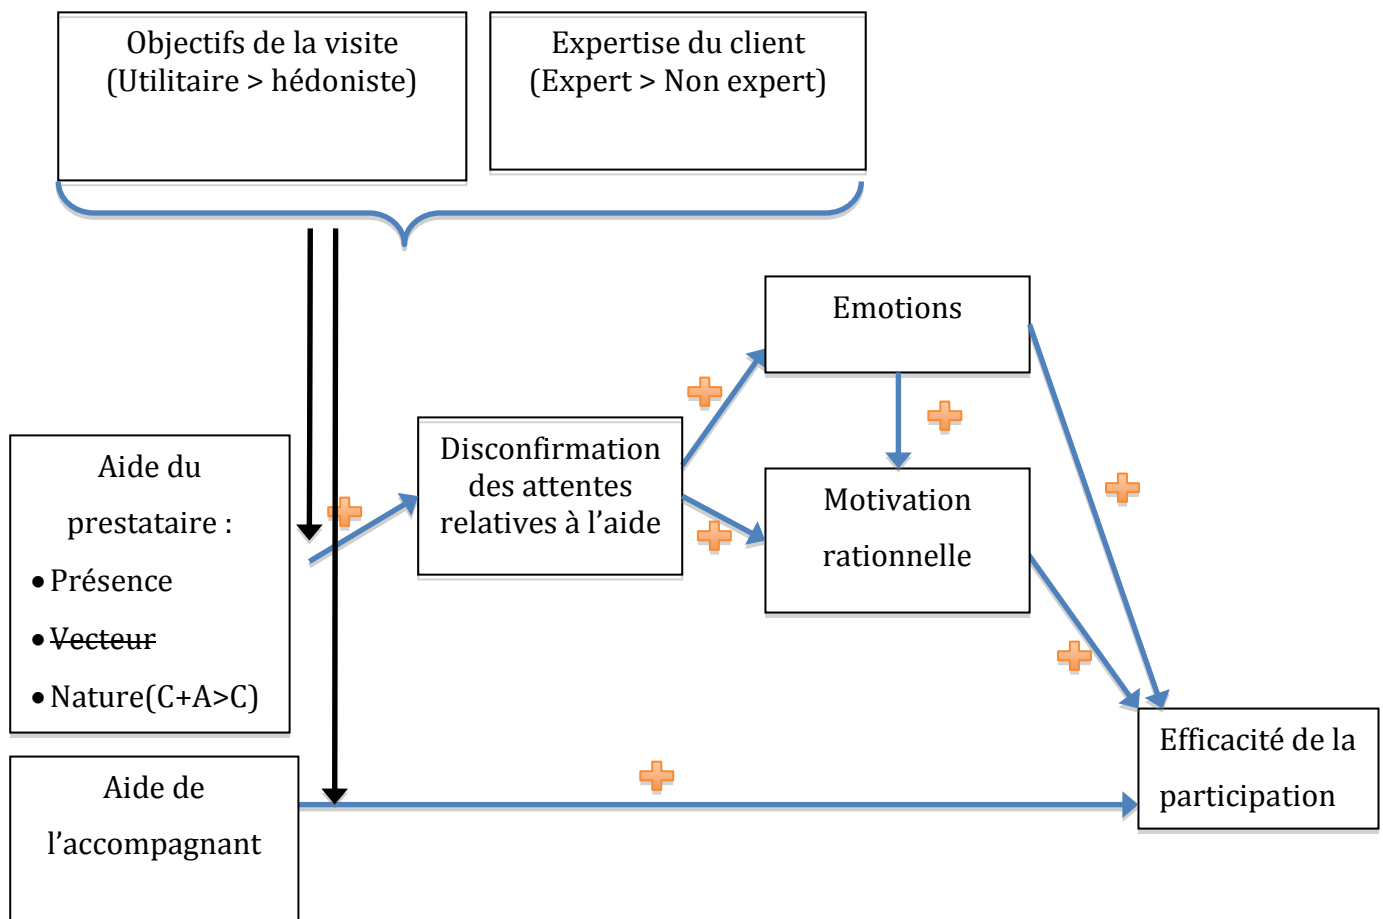 Objectifs de la visite
(Utilitaire > hédoniste)
Expertise du client
(Expert > Non expert)
Emotions
Disconfirmation
des attentes
relatives à l’aide
Motivation
rationnelle
Aide du
prestataire :
• Présence
• Vecteur
• Nature(C+A>C)
Aide de
l’accompagnant
Efficacité de la
participation